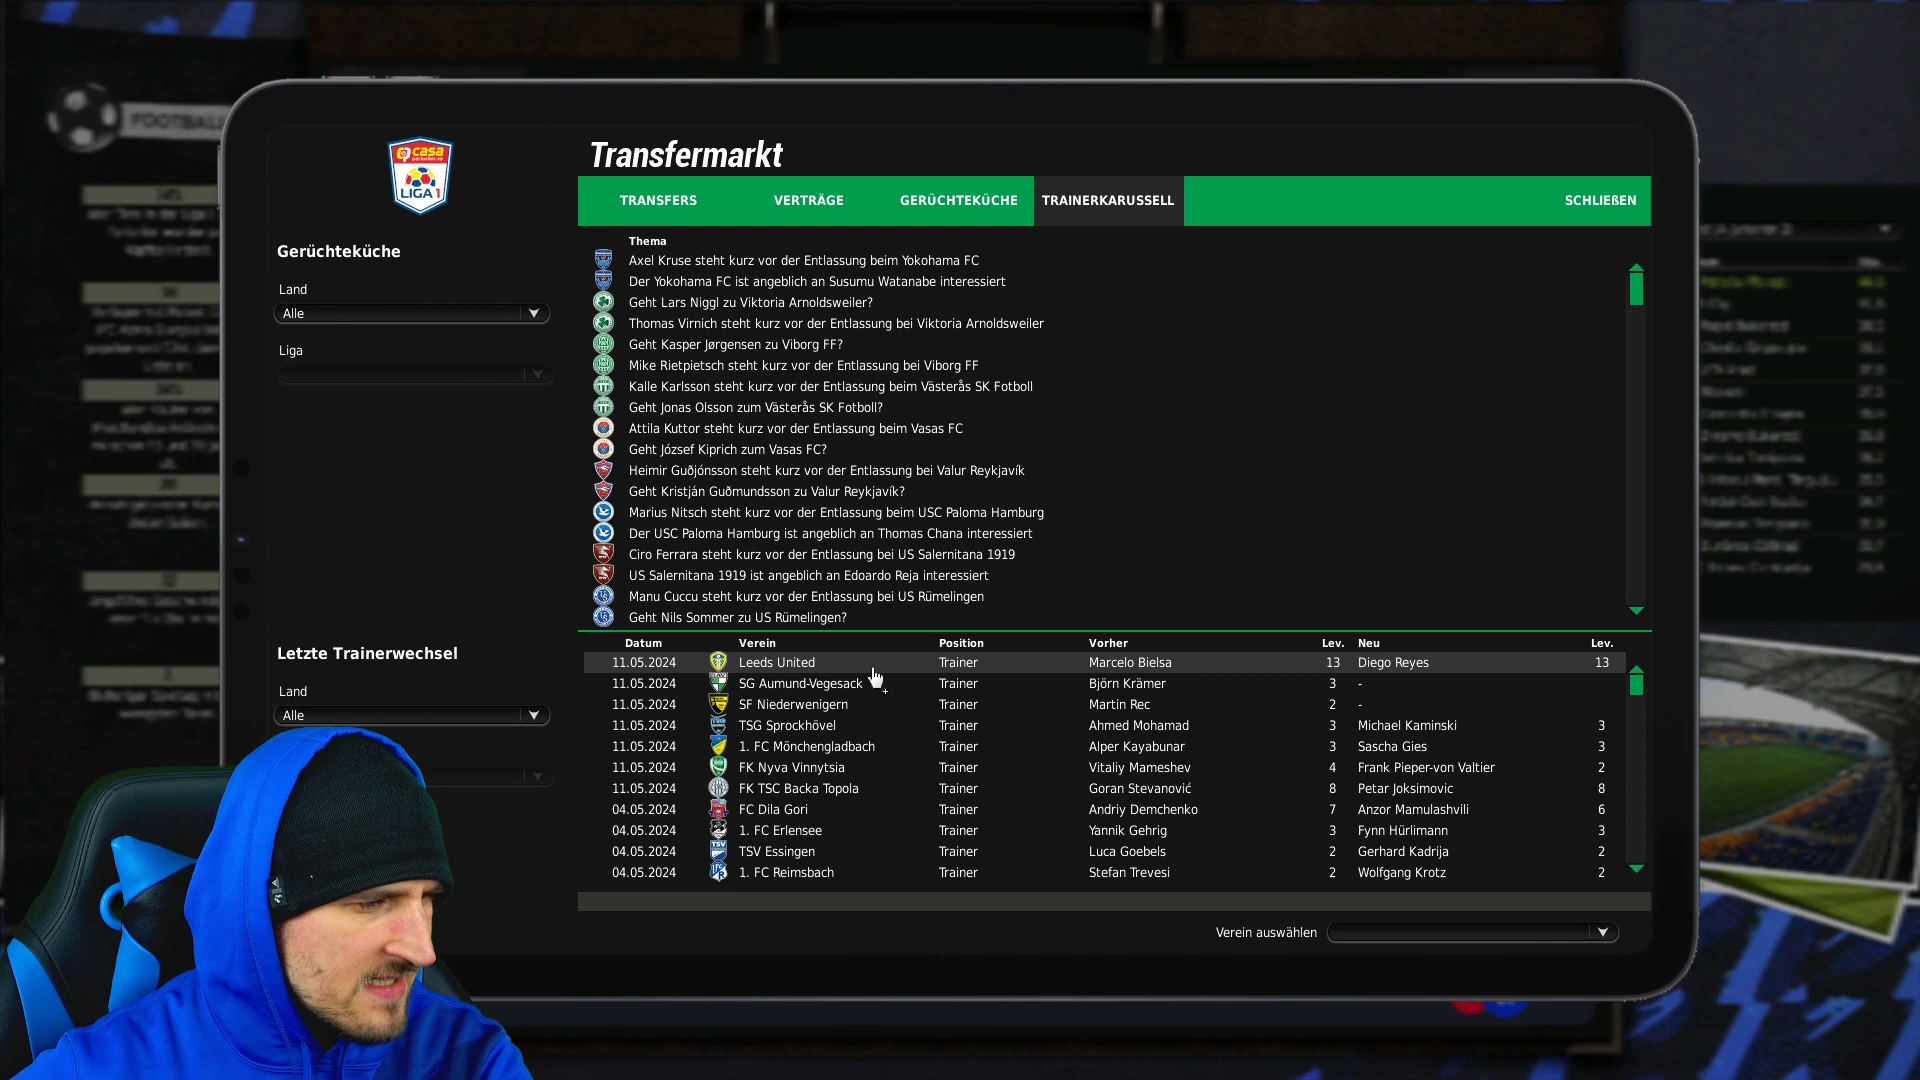 FOOTBALL
casa
pariurilor.ro
LIGA 1
Transfermarkt
TRANSFERS
VERTRÄGE
GERÜCHTEKÜCHE
TRAINERKARUSSELL
SCHLIEßEN
Gerüchteküche
Land
Alle
Liga
Thema
Axel Kruse steht kurz vor der Entlassung beim Yokohama FC
Der Yokohama FC ist angeblich an Susumu Watanabe interessiert
Geht Lars Niggl zu Viktoria Arnoldsweiler?
Thomas Virnich steht kurz vor der Entlassung bei Viktoria Arnoldsweiler
Geht Kasper Jørgensen zu Viborg FF?
Mike Rietpietsch steht kurz vor der Entlassung bei Viborg FF
Kalle Karlsson steht kurz vor der Entlassung beim Västerås SK Fotboll
Geht Jonas Olsson zum Västerås SK Fotboll?
Attila Kuttor steht kurz vor der Entlassung beim Vasas FC
Geht József Kiprich zum Vasas FC?
Heimir Guðjónsson steht kurz vor der Entlassung bei Valur Reykjavík
Geht Kristján Guðmundsson zu Valur Reykjavík?
Marius Nitsch steht kurz vor der Entlassung beim USC Paloma Hamburg
Der USC Paloma Hamburg ist angeblich an Thomas Chana interessiert
Ciro Ferrara steht kurz vor der Entlassung bei US Salernitana 1919
US Salernitana 1919 ist angeblich an Edoardo Reja interessiert
Manu Cuccu steht kurz vor der Entlassung bei US Rümelingen
Geht Nils Sommer zu US Rümelingen?
Letzte Trainerwechsel
Land
Alle
Datum Verein Position Vorher Lev. Neu Lev.
11.05.2024 Leeds United Trainer Marcelo Bielsa 13 Diego Reyes 13
11.05.2024 SG Aumund-Vegesack Trainer Björn Krämer 3 -
11.05.2024 SF Niederwenigern Trainer Martin Rec 2 -
11.05.2024 TSG Sprockhövel Trainer Ahmed Mohamad 3 Michael Kaminski 3
11.05.2024 1. FC Mönchengladbach Trainer Alper Kayabunar 3 Sascha Gies 3
11.05.2024 FK Nyva Vinnytsia Trainer Vitaliy Mameshev 4 Frank Pieper-von Valtier 2
11.05.2024 FK TSC Backa Topola Trainer Goran Stevanović 8 Petar Joksimovic 8
04.05.2024 FC Dila Gori Trainer Andriy Demchenko 7 Anzor Mamulashvili 6
04.05.2024 1. FC Erlensee Trainer Yannik Gehrig 3 Fynn Hürlimann 3
04.05.2024 TSV Essingen Trainer Luca Goebels 2 Gerhard Kadrija 2
04.05.2024 1. FC Reimsbach Trainer Stefan Trevesi 2 Wolfgang Krotz 2
Verein auswählen